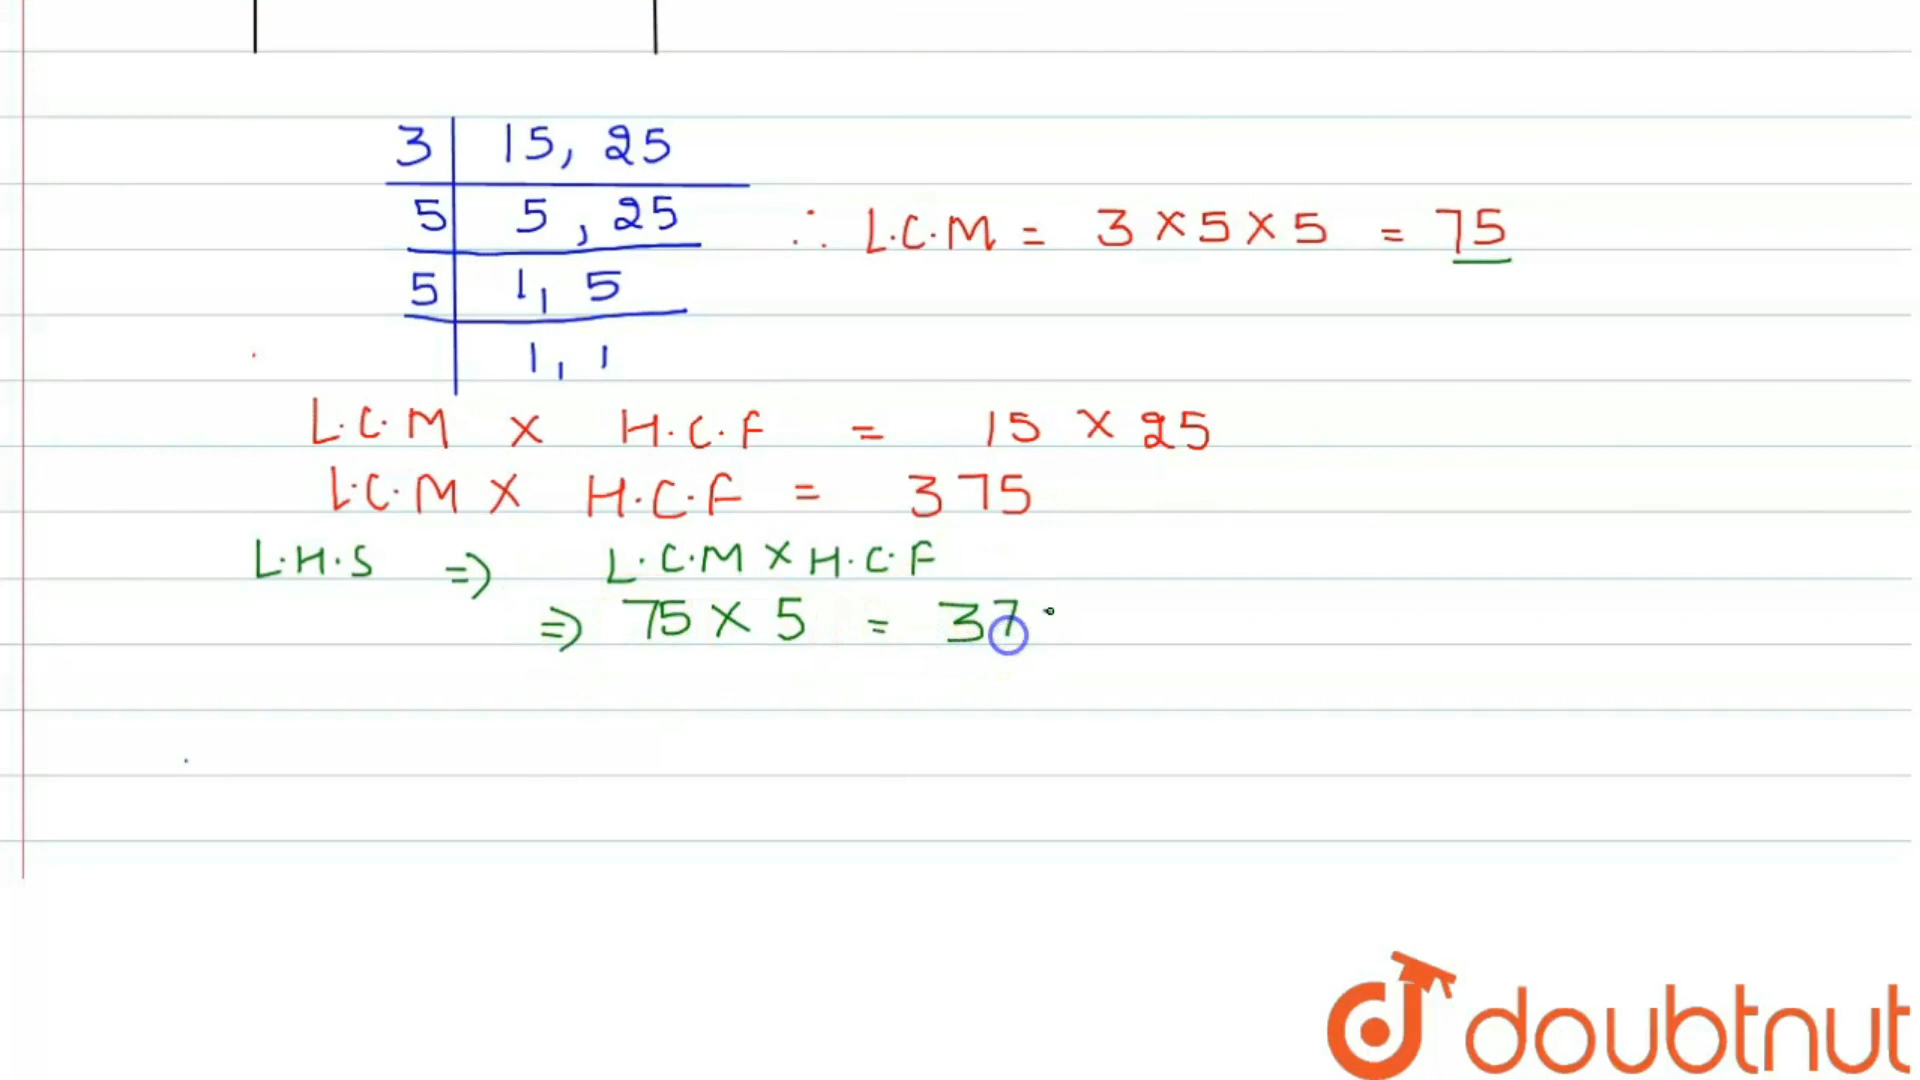 3 | 15, 25
5 | 5, 25
∴ L.C.M = 3 × 5 × 5 = 75
5 | 1, 5
1, 1
L.C.M × H.C.F = 15 × 25
L.C.M × H.C.F = 375
L.H.S ⇒ L.C.M × H.C.F
⇒ 75 × 5 = 37
doubtnut